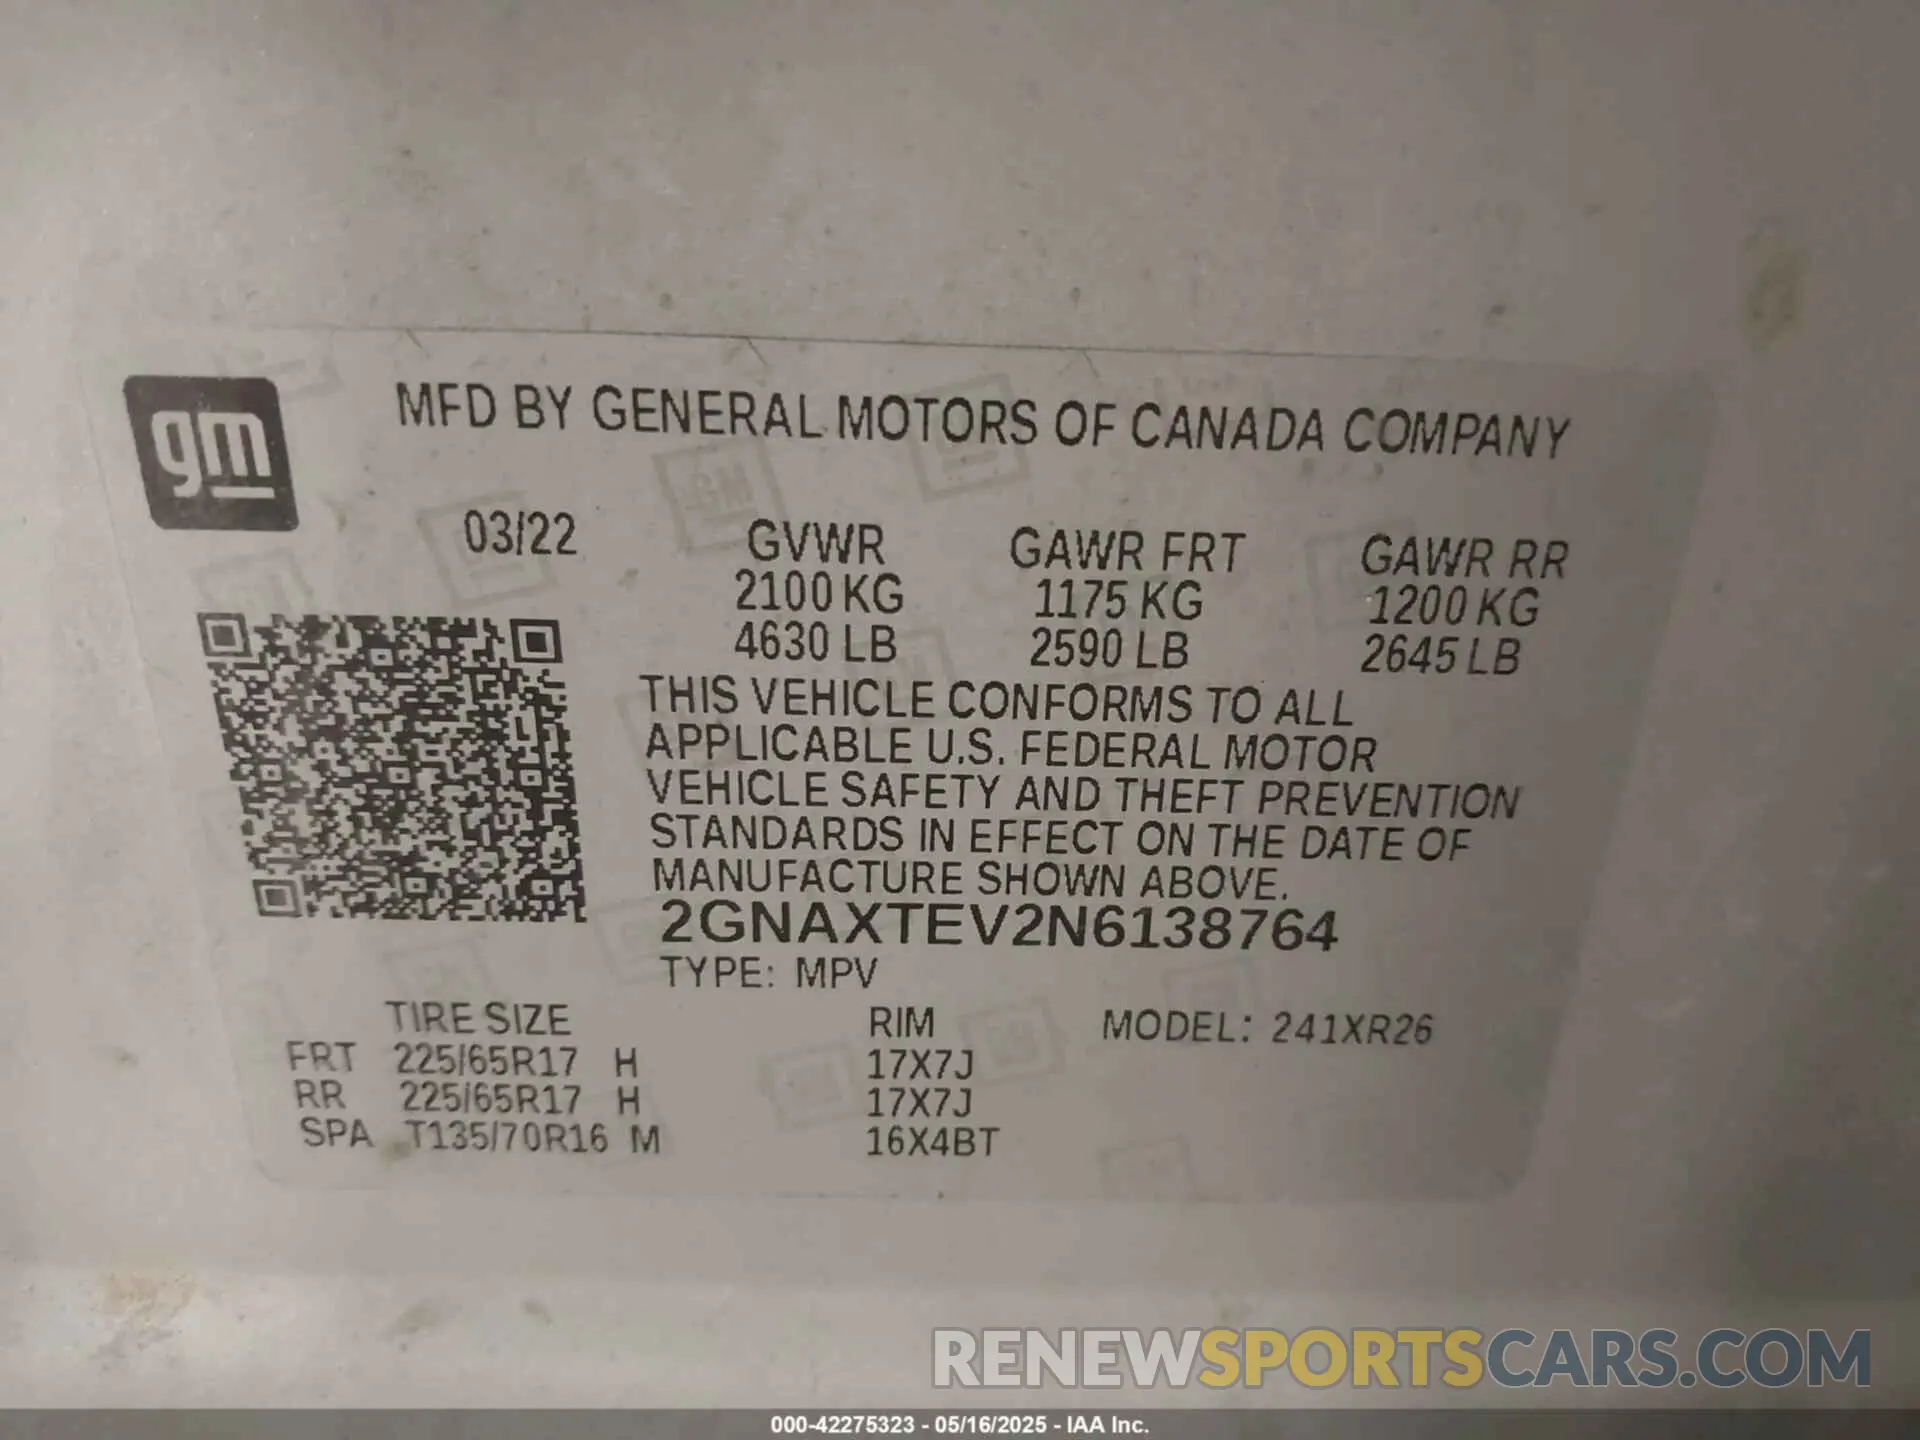 gm
MFD BY GENERAL MOTORS OF CANADA COMPANY
03/22 GVWR GAWR FRT GAWR RR
2100 KG 1175 KG 1200 KG
4630 LB 2590 LB 2645 LB
THIS VEHICLE CONFORMS TO ALL
APPLICABLE U.S. FEDERAL MOTOR
VEHICLE SAFETY AND THEFT PREVENTION
STANDARDS IN EFFECT ON THE DATE OF
MANUFACTURE SHOWN ABOVE.
2GNAXTEV2N6138764
TYPE: MPV
TIRE SIZE RIM MODEL: 241XR26
FRT 225/65R17 H 17X7J
RR 225/65R17 H 17X7J
SPA T135/70R16 M 16X4BT
RENEWSPORTSCARS.COM
000-42275323 - 05/16/2025 - IAA Inc.